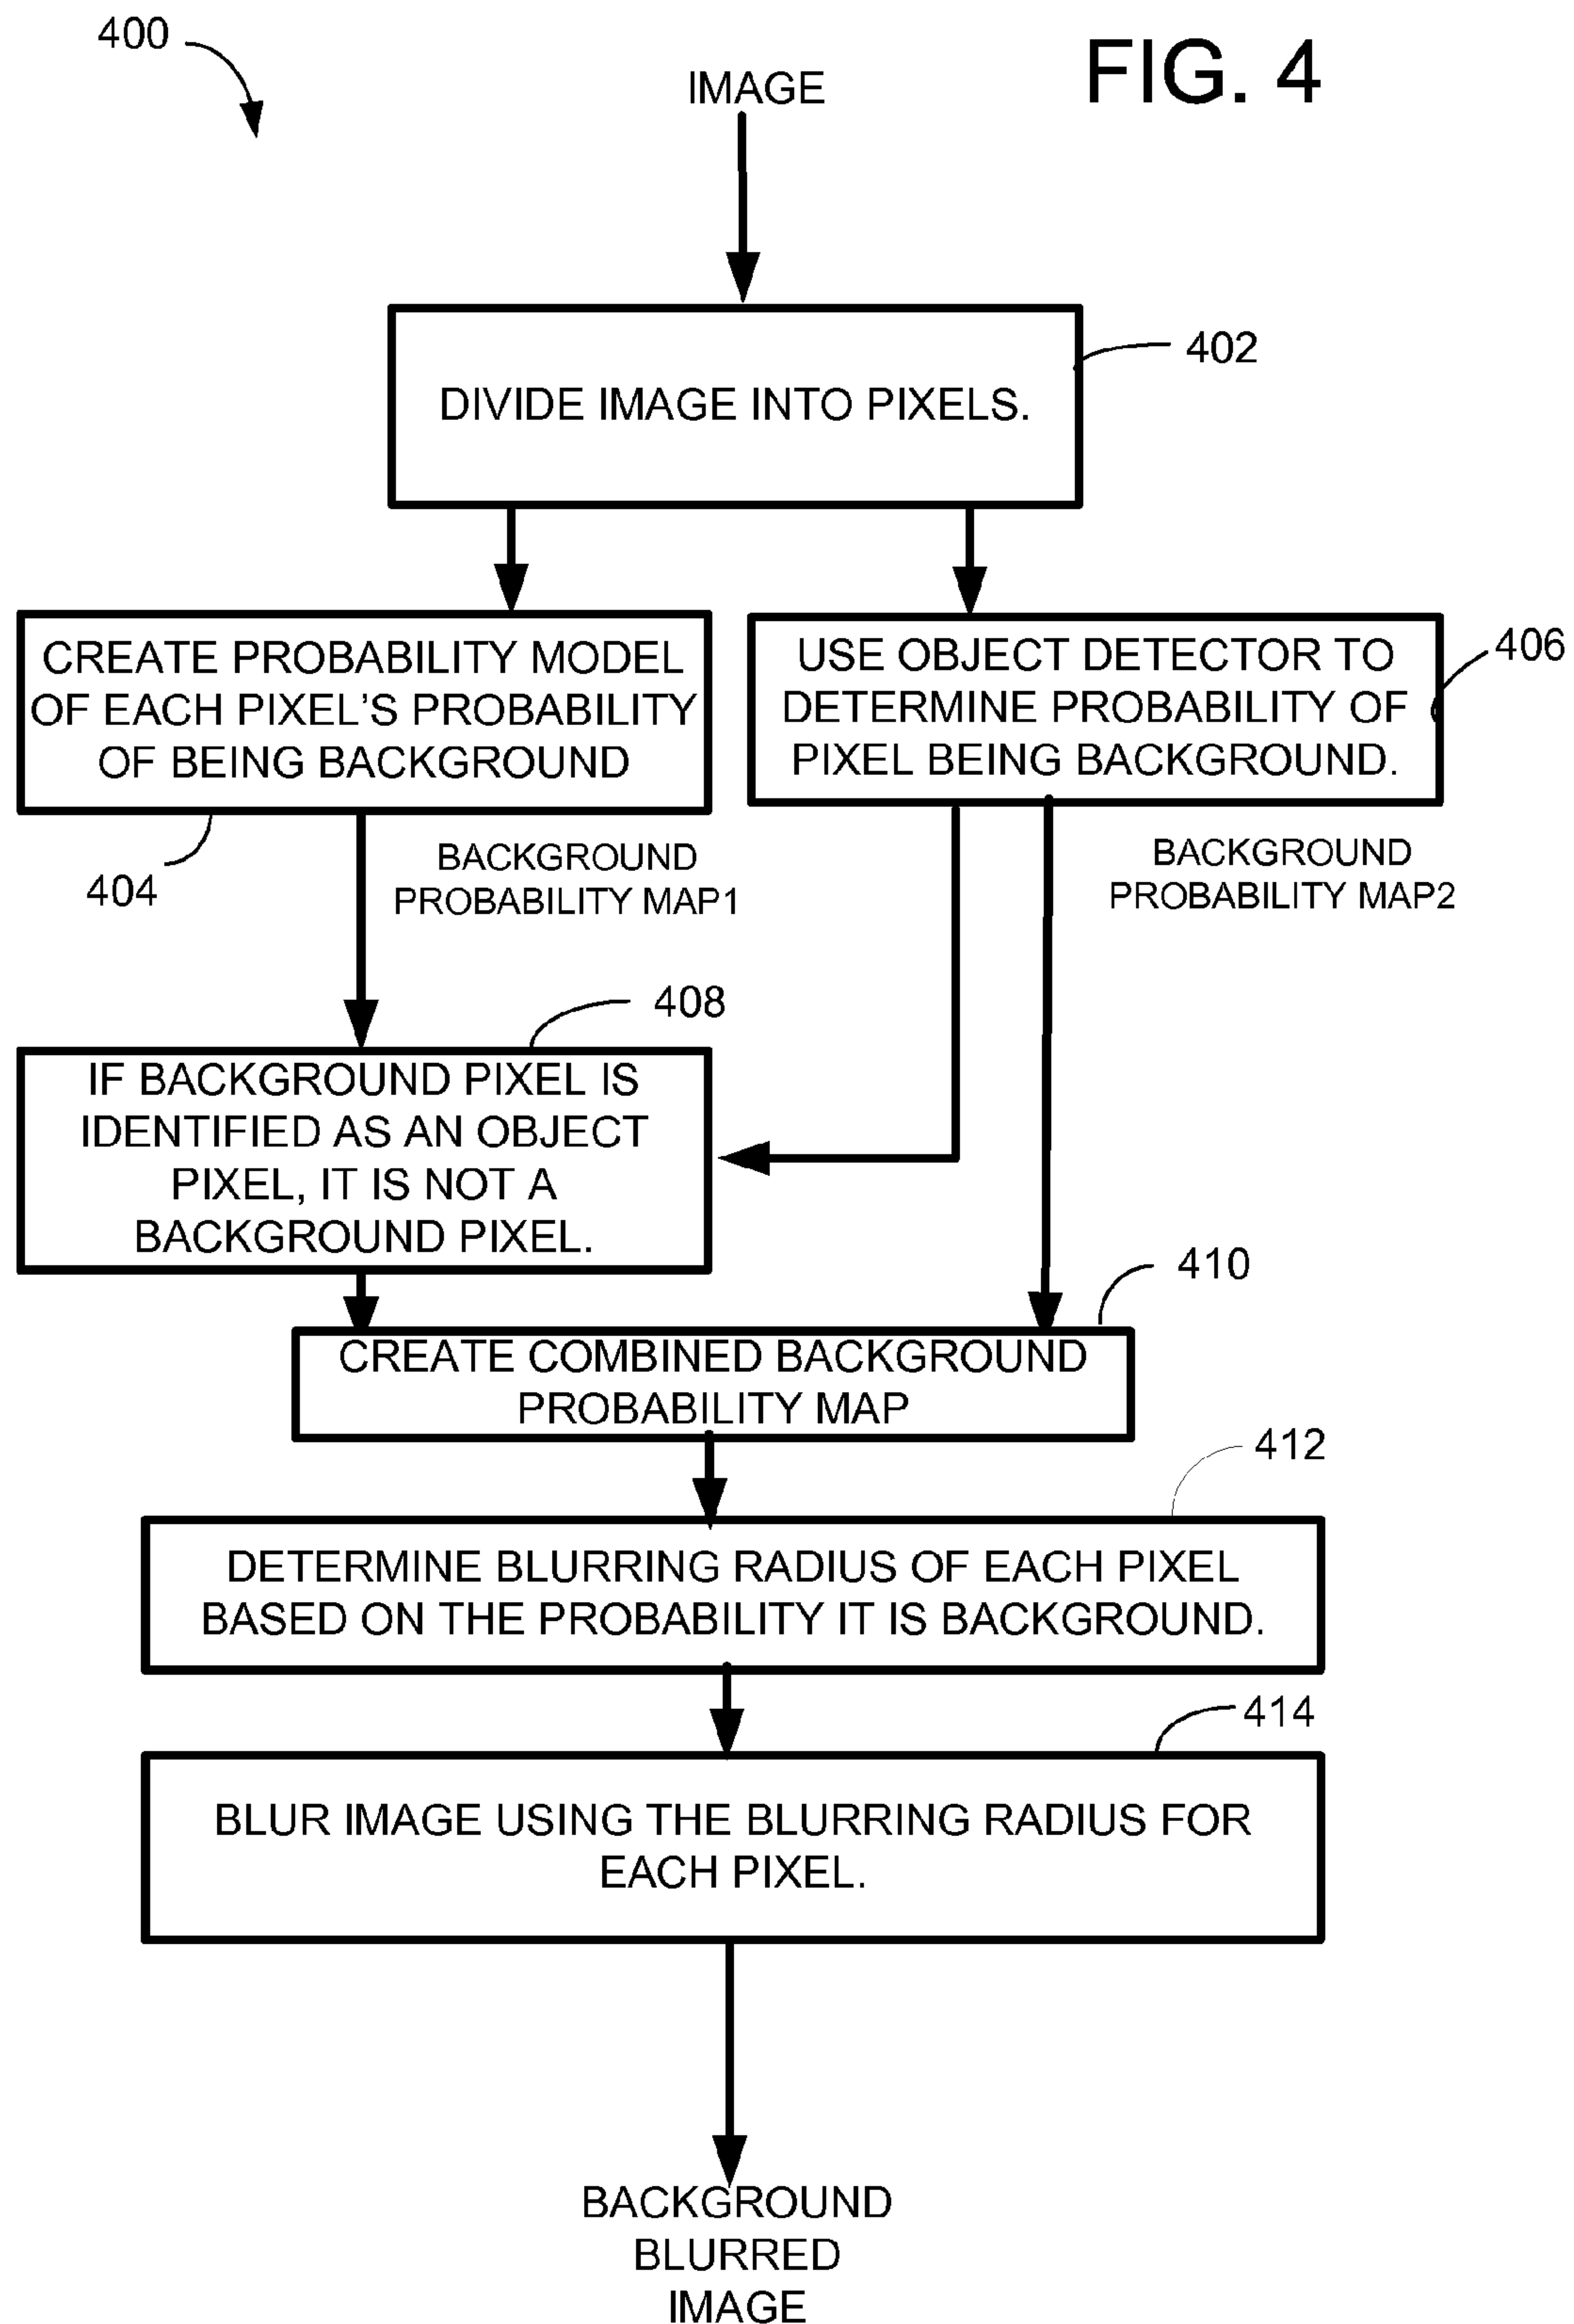 400
FIG. 4
IMAGE
402
DIVIDE IMAGE INTO PIXELS.
CREATE PROBABILITY MODEL
OF EACH PIXEL'S PROBABILITY
OF BEING BACKGROUND
404
USE OBJECT DETECTOR TO
DETERMINE PROBABILITY OF
PIXEL BEING BACKGROUND.
406
BACKGROUND
PROBABILITY MAP1
BACKGROUND
PROBABILITY MAP2
408
IF BACKGROUND PIXEL IS
IDENTIFIED AS AN OBJECT
PIXEL, IT IS NOT A
BACKGROUND PIXEL.
410
CREATE COMBINED BACKGROUND
PROBABILITY MAP
412
DETERMINE BLURRING RADIUS OF EACH PIXEL
BASED ON THE PROBABILITY IT IS BACKGROUND.
414
BLUR IMAGE USING THE BLURRING RADIUS FOR
EACH PIXEL.
BACKGROUND
BLURRED
IMAGE